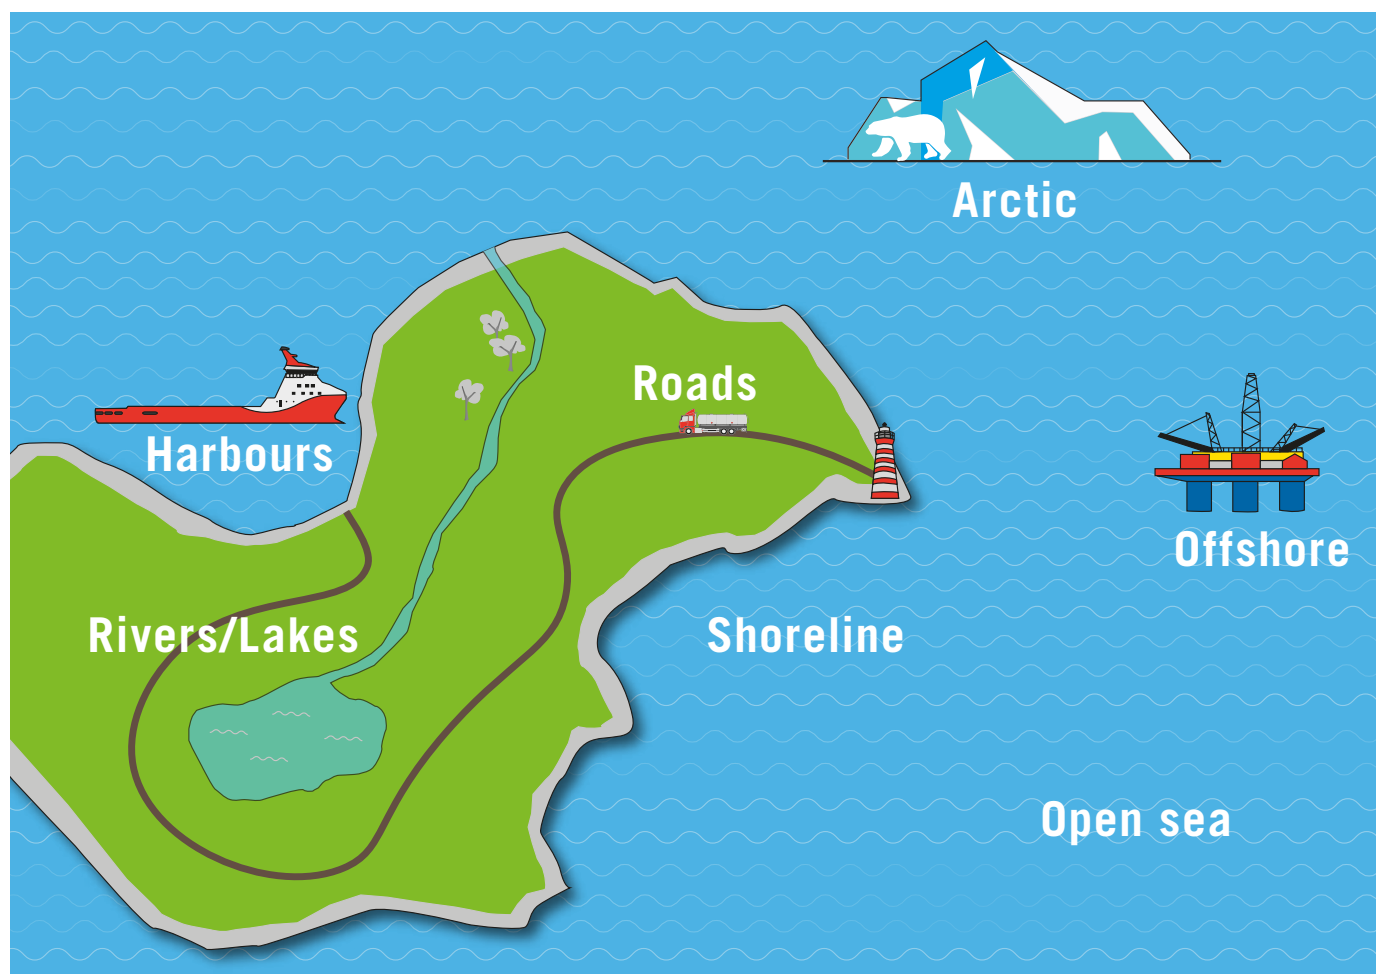 Arctic
Roads
Harbours
Offshore
Rivers/Lakes
Shoreline
Open sea